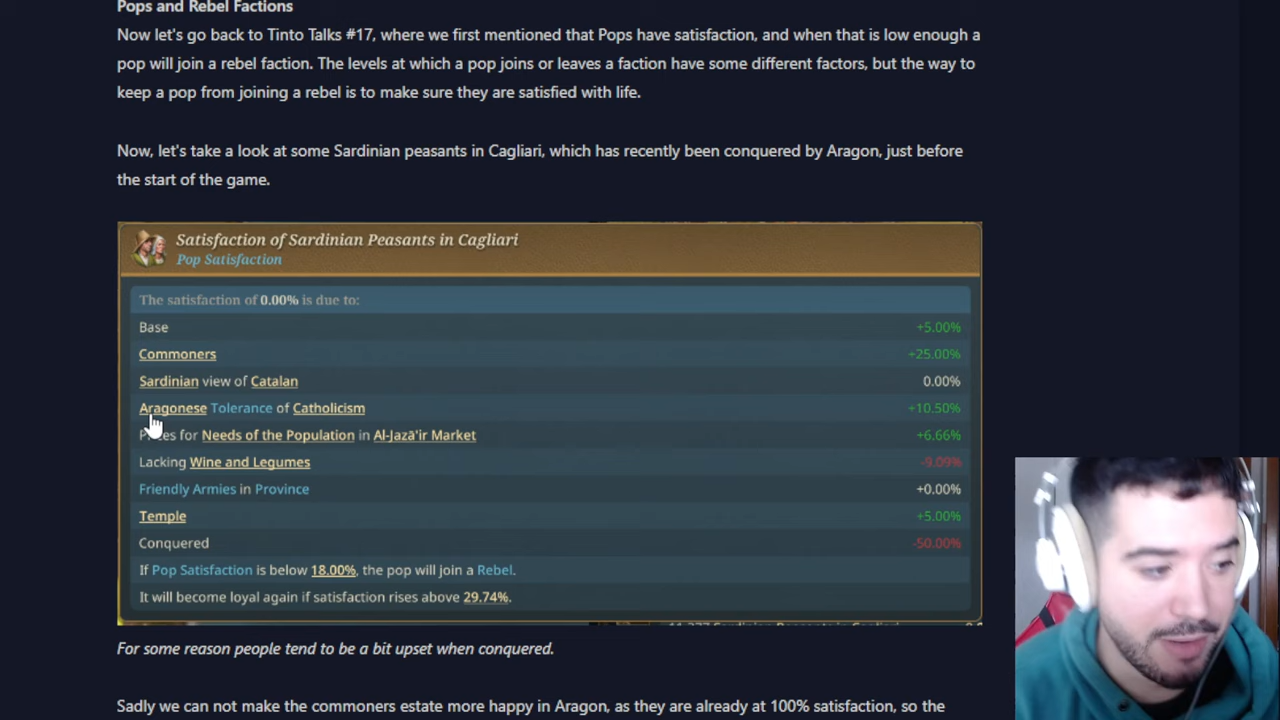 Pops and Rebel Factions
Now let's go back to Tinto Talks #17, where we first mentioned that Pops have satisfaction, and when that is low enough a
pop will join a rebel faction. The levels at which a pop joins or leaves a faction have some different factors, but the way to
keep a pop from joining a rebel is to make sure they are satisfied with life.
Now, let's take a look at some Sardinian peasants in Cagliari, which has recently been conquered by Aragon, just before
the start of the game.
Satisfaction of Sardinian Peasants in Cagliari
Pop Satisfaction
The satisfaction of 0.00% is due to:
Base +5.00%
Commoners +25.00%
Sardinian view of Catalan 0.00%
Aragonese Tolerance of Catholicism +10.50%
for Needs of the Population in Al-Jazā'ir Market +6.66%
Lacking Wine and Legumes -9.09%
Friendly Armies in Province +0.00%
Temple +5.00%
Conquered -50.00%
If Pop Satisfaction is below 18.00%, the pop will join a Rebel.
It will become loyal again if satisfaction rises above 29.74%.
For some reason people tend to be a bit upset when conquered.
Sadly we can not make the commoners estate more happy in Aragon, as they are already at 100% satisfaction, so the